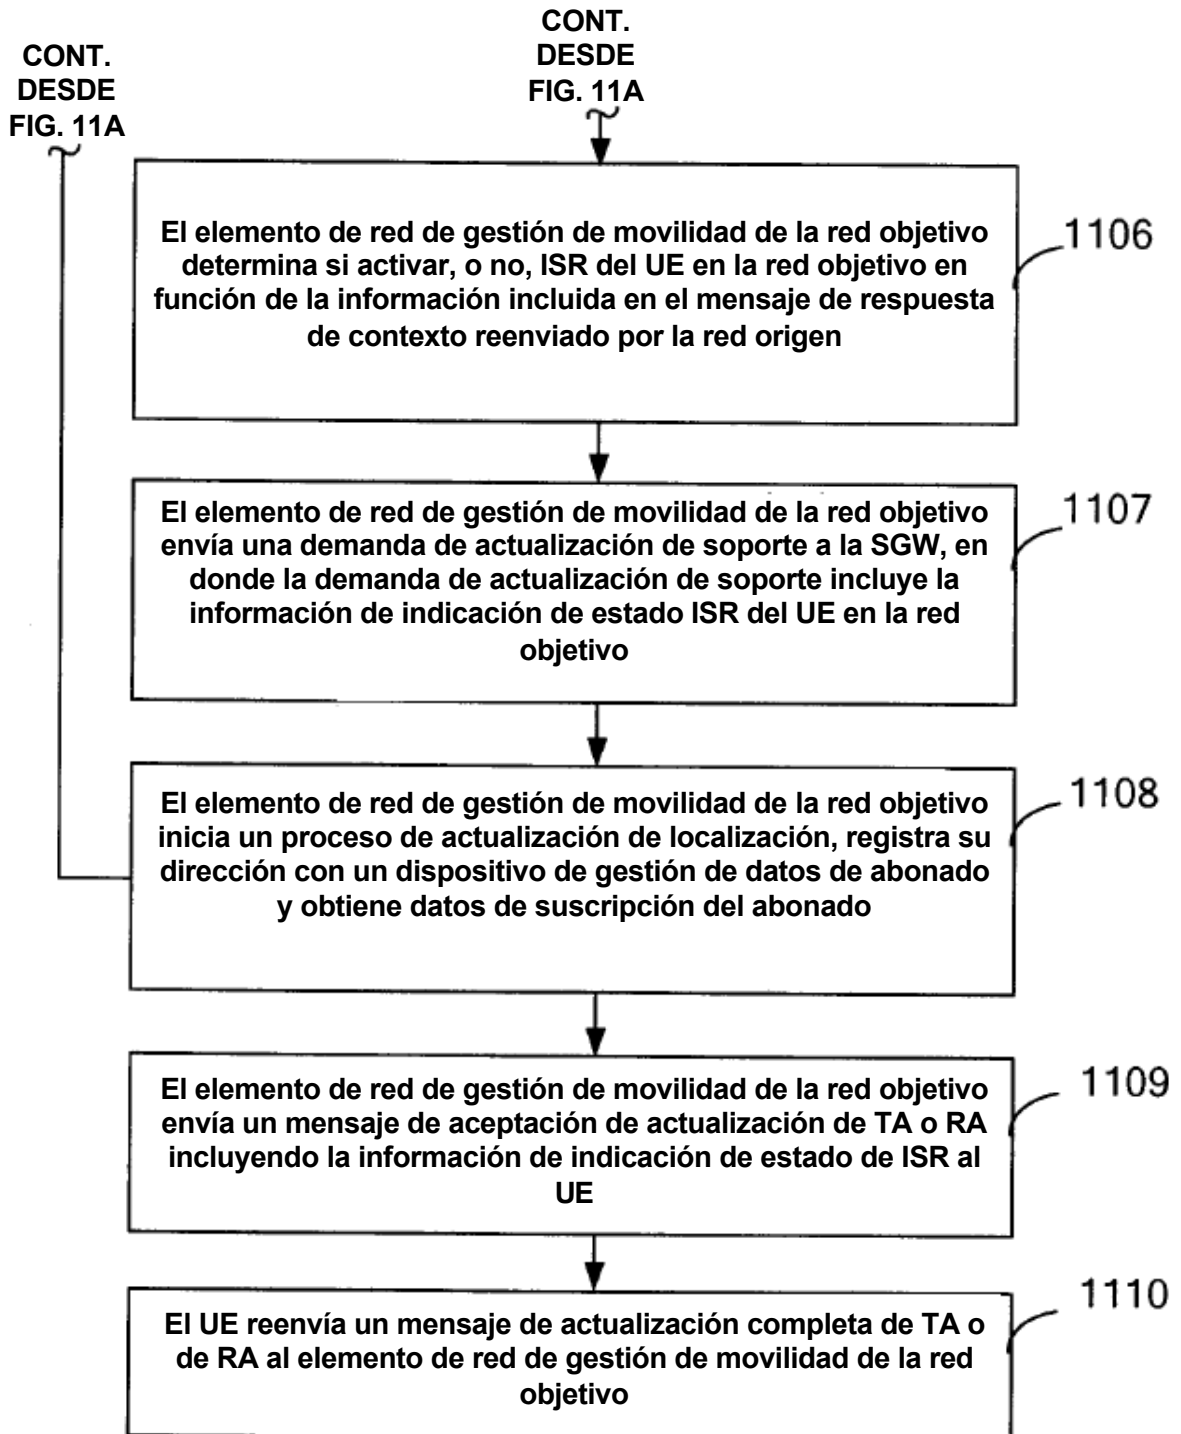 CONT.
DESDE
FIG. 11A
CONT.
DESDE
FIG. 11A
El elemento de red de gestión de movilidad de la red objetivo
determina si activar, o no, ISR del UE en la red objetivo en
función de la información incluida en el mensaje de respuesta
de contexto reenviado por la red origen
1106
El elemento de red de gestión de movilidad de la red objetivo
envía una demanda de actualización de soporte a la SGW, en
donde la demanda de actualización de soporte incluye la
información de indicación de estado ISR del UE en la red
objetivo
1107
El elemento de red de gestión de movilidad de la red objetivo
inicia un proceso de actualización de localización, registra su
dirección con un dispositivo de gestión de datos de abonado
y obtiene datos de suscripción del abonado
1108
El elemento de red de gestión de movilidad de la red objetivo
envía un mensaje de aceptación de actualización de TA o RA
incluyendo la información de indicación de estado de ISR al
UE
1109
El UE reenvía un mensaje de actualización completa de TA o
de RA al elemento de red de gestión de movilidad de la red
objetivo
1110